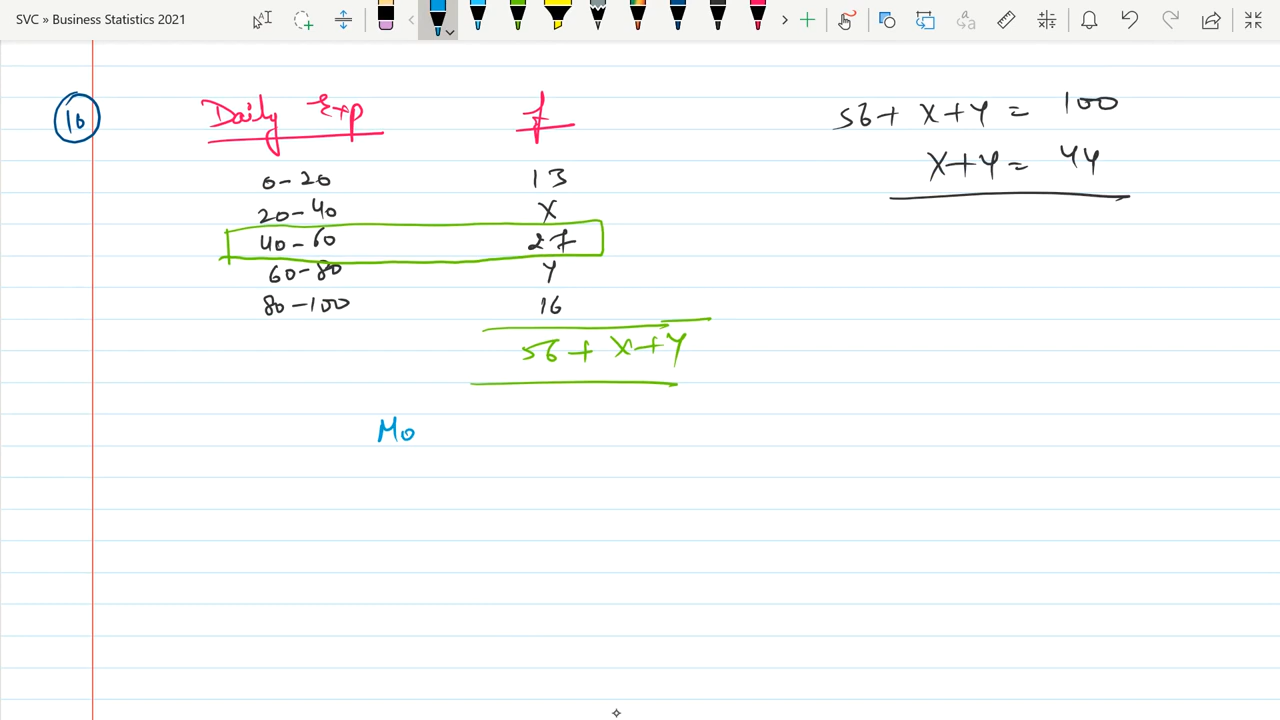 SVC » Business Statistics 2021
16 Daily Exp f
0-20 13
20-40 X
40-60 27
60-80 Y
80-100 16
56 + X+Y
56+ X+Y = 100
X+Y = 44
Mo